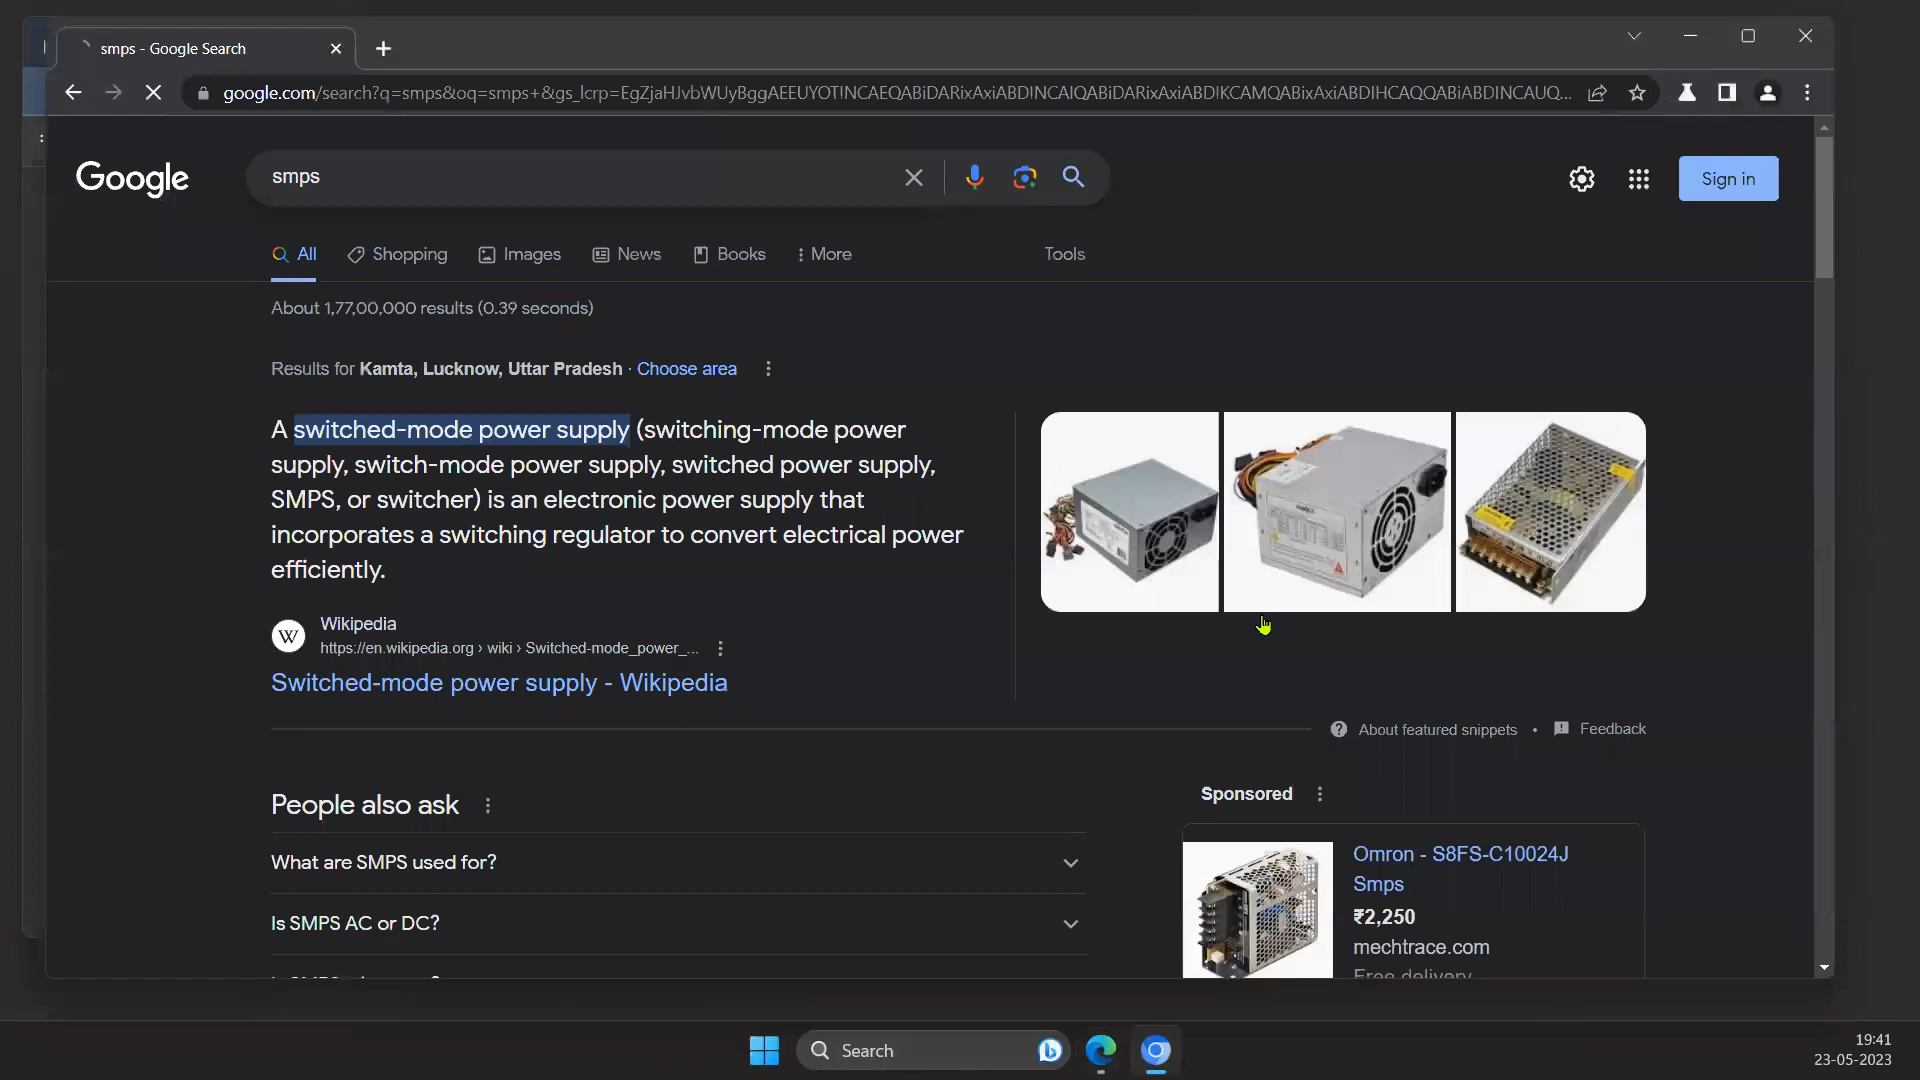 smps - Google Search
google.com/search?q=smps&oq=smps+&gs_lcrp=EgZjaHJvbWUyBggAEEUYOTINCAEQABiDARixAxiABDINCAIQABiDARixAxiABDIKCAMQABixAxiABDIHCAQQABiABDINCAUQ...
Google
smps
Sign in
All
Shopping
Images
News
Books
More
Tools
About 1,77,00,000 results (0.39 seconds)
Results for Kamta, Lucknow, Uttar Pradesh · Choose area
A switched-mode power supply (switching-mode power
supply, switch-mode power supply, switched power supply,
SMPS, or switcher) is an electronic power supply that
incorporates a switching regulator to convert electrical power
efficiently.
W
Wikipedia
https://en.wikipedia.org › wiki › Switched-mode_power_...
Switched-mode power supply - Wikipedia
About featured snippets • Feedback
People also ask
What are SMPS used for?
Is SMPS AC or DC?
Sponsored
Omron - S8FS-C10024J
Smps
₹2,250
mechtrace.com
Free delivery
Search
19:41
23-05-2023